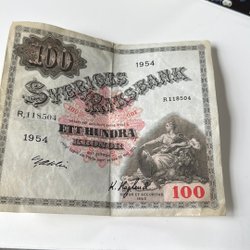 100
1954
SVERIGES
RIKSBANK
R,118504
R,118504
ETT HUNDRA
KRONOR
1954
100